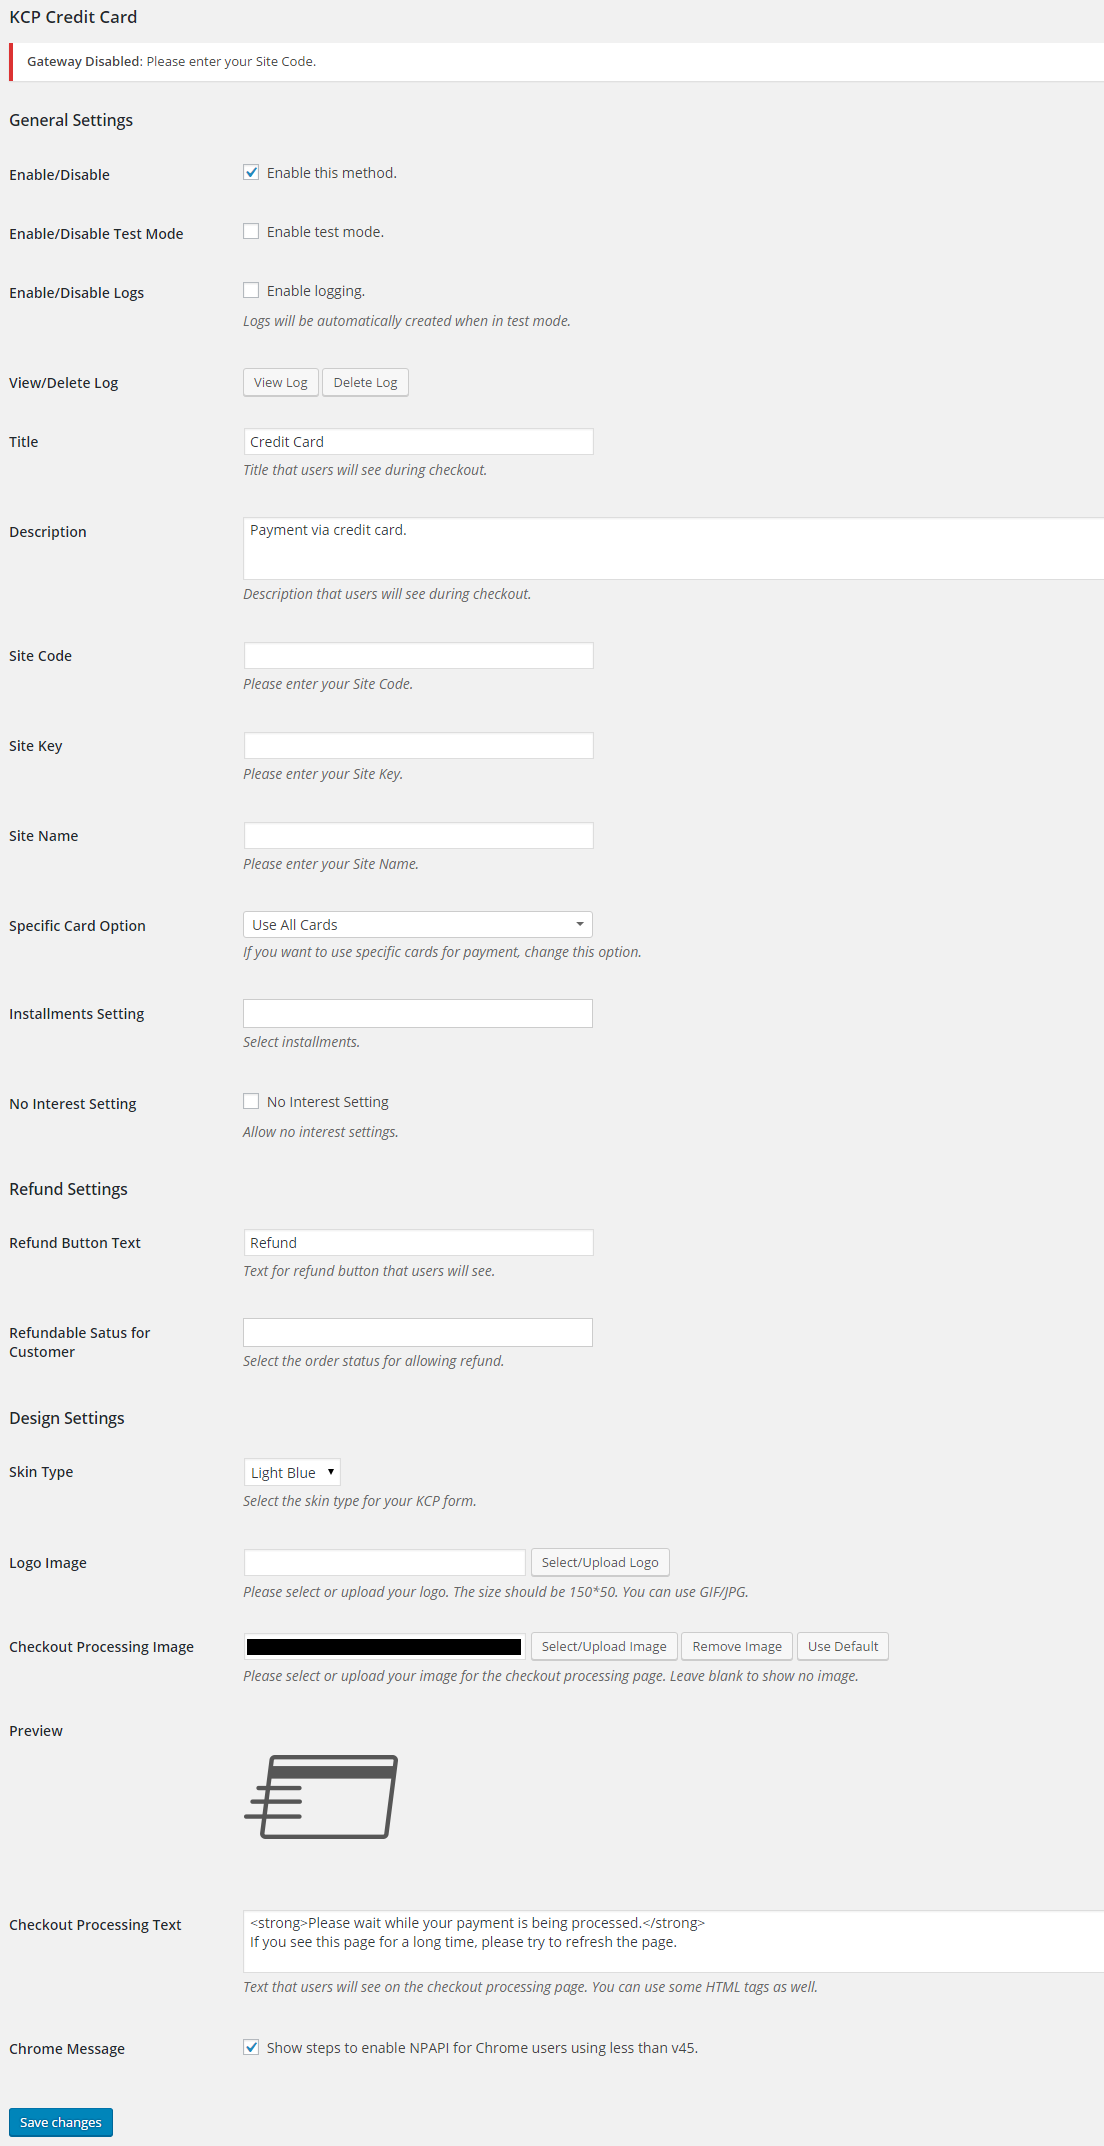 KCP Credit Card
Gateway Disabled: Please enter your Site Code.
General Settings
Enable/Disable
Enable this method.
Enable/Disable Test Mode
Enable test mode.
Enable/Disable Logs
Enable logging.
Logs will be automatically created when in test mode.
View/Delete Log
View Log Delete Log
Title
Credit Card
Title that users will see during checkout.
Description
Payment via credit card.
Description that users will see during checkout.
Site Code
Please enter your Site Code.
Site Key
Please enter your Site Key.
Site Name
Please enter your Site Name.
Specific Card Option
Use All Cards
If you want to use specific cards for payment, change this option.
Installments Setting
Select installments.
No Interest Setting
No Interest Setting
Allow no interest settings.
Refund Settings
Refund Button Text
Refund
Text for refund button that users will see.
Refundable Satus for
Customer
Select the order status for allowing refund.
Design Settings
Skin Type
Light Blue
Select the skin type for your KCP form.
Logo Image
Select/Upload Logo
Please select or upload your logo. The size should be 150*50. You can use GIF/JPG.
Checkout Processing Image
Select/Upload Image Remove Image Use Default
Please select or upload your image for the checkout processing page. Leave blank to show no image.
Preview
Checkout Processing Text
<strong>Please wait while your payment is being processed.</strong>
If you see this page for a long time, please try to refresh the page.
Text that users will see on the checkout processing page. You can use some HTML tags as well.
Chrome Message
Show steps to enable NPAPI for Chrome users using less than v45.
Save changes